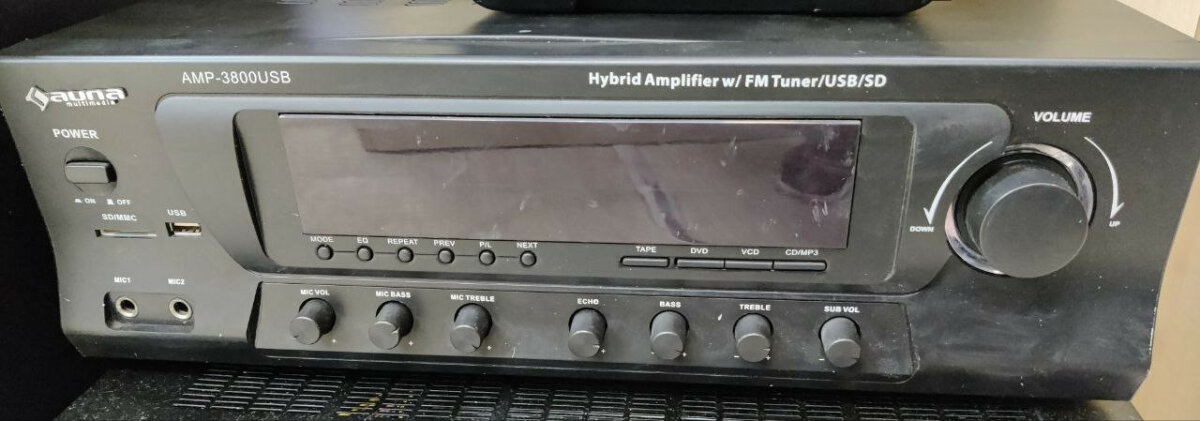 auna
multimedia
AMP-3800USB
Hybrid Amplifier w/ FM Tuner/USB/SD
POWER
ON OFF
SD/MMC
USB
MIC1
MIC2
MODE
EQ
REPEAT
PREV
P/L
NEXT
TAPE
DVD
VCD
CD/MP3
VOLUME
DOWN
UP
MIC VOL
MIC BASS
MIC TREBLE
ECHO
BASS
TREBLE
SUB VOL